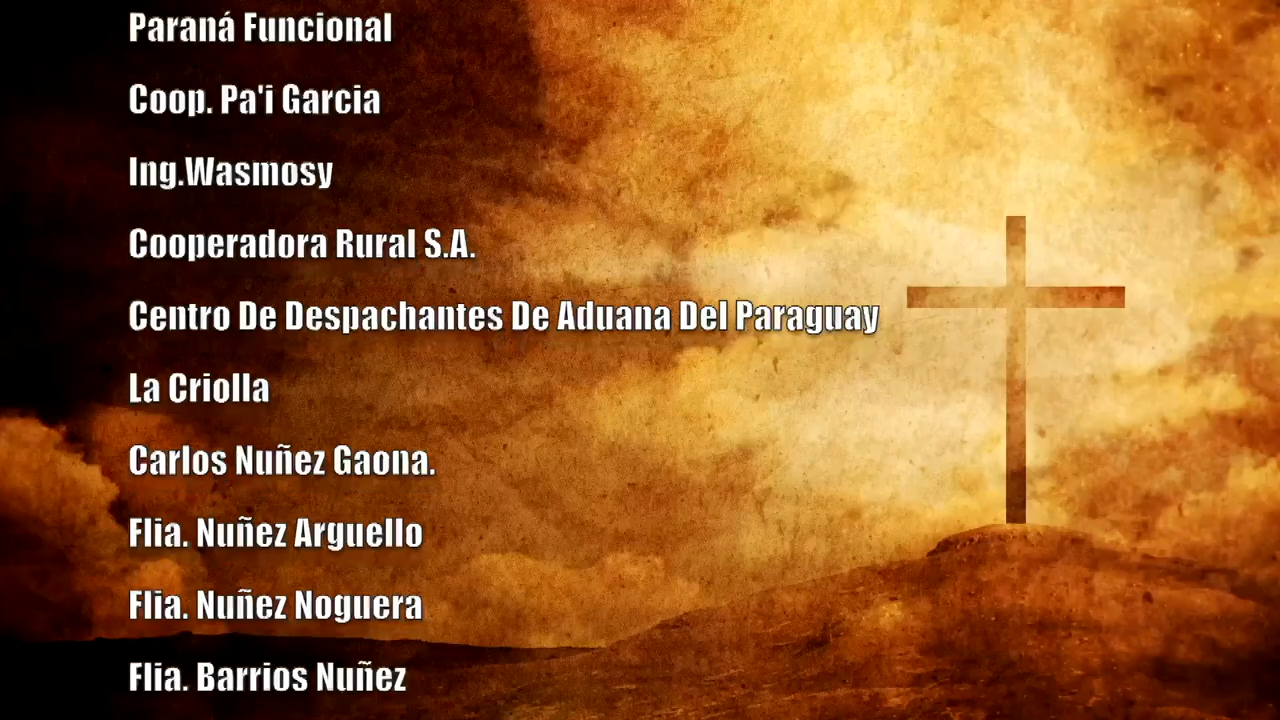 Paraná Funcional
Coop. Pa'i Garcia
Ing.Wasmosy
Cooperadora Rural S.A.
Centro De Despachantes De Aduana Del Paraguay
La Criolla
Carlos Nuñez Gaona.
Flia. Nuñez Arguello
Flia. Nuñez Noguera
Flia. Barrios Nuñez